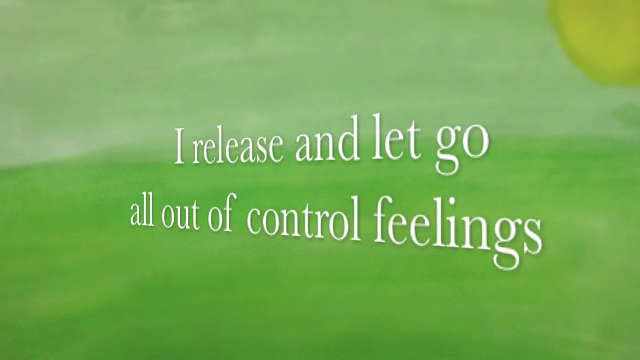 I release and let go
all out of control feelings